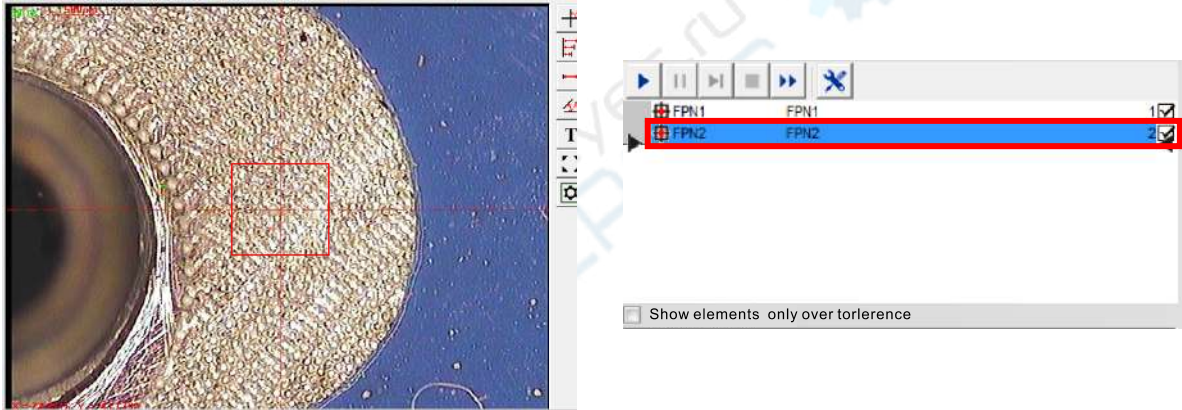 T
FPN1 FPN1 1
FPN2 FPN2 2
Show elements only over torlerence